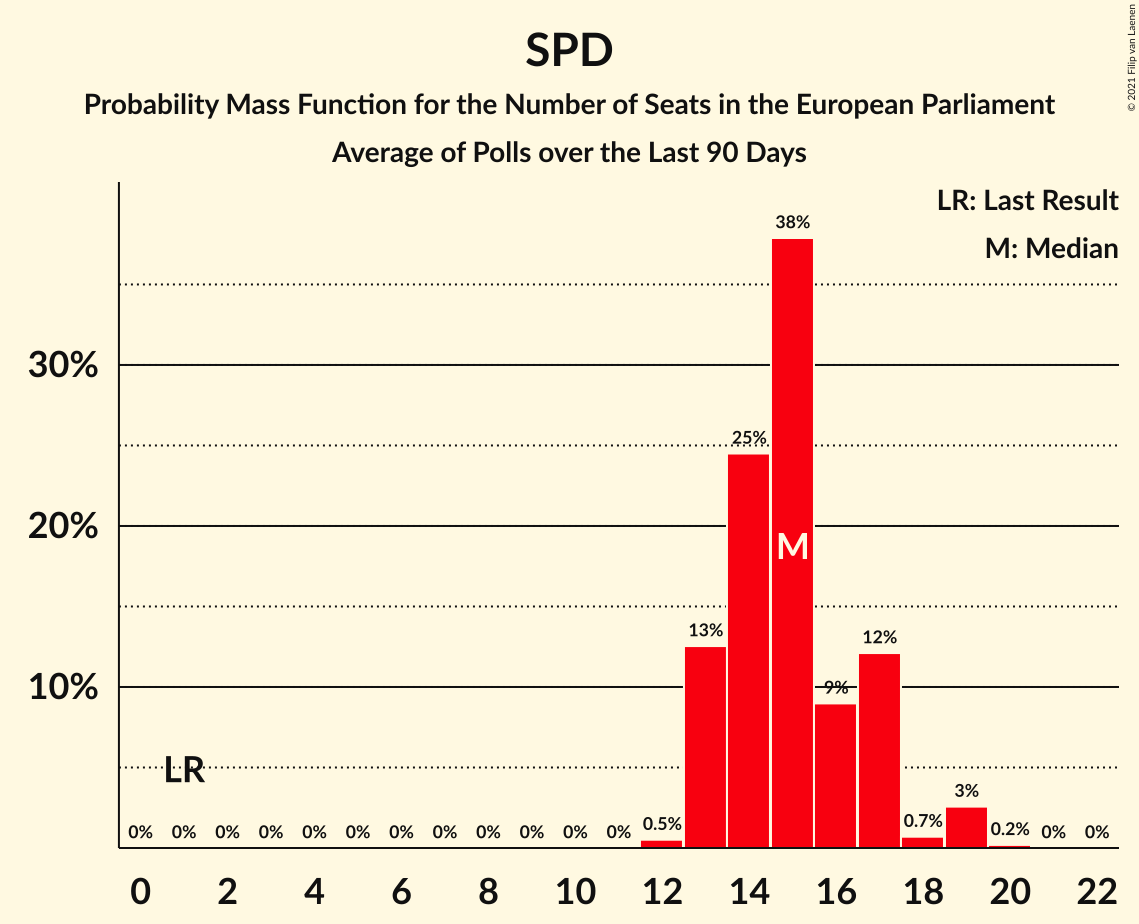 SPD
Probability Mass Function for the Number of Seats in the European Parliament
Average of Polls over the Last 90 Days
© 2021 Filip van Laenen
LR: Last Result
M: Median
38%
30%
25%
20%
M
13%
12%
10%
9%
LR
3%
0% 0% 0% 0% 0% 0% 0% 0% 0% 0% 0% 0% 0.5% 0.7% 0.2% 0% 0%
0 2 4 6 8 10 12 14 16 18 20 22